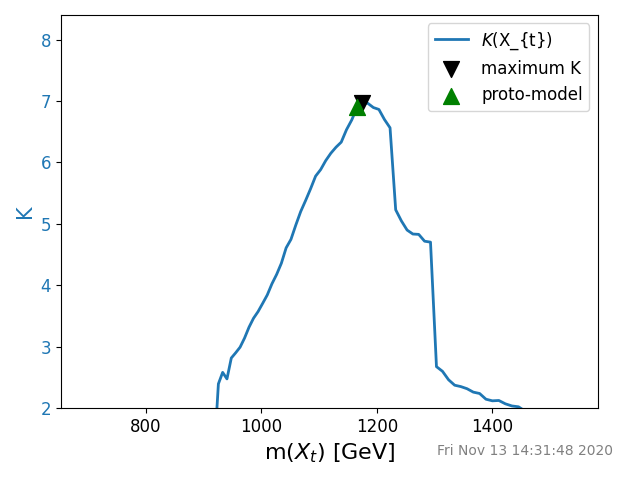 K(X_{t})
maximum K
proto-model
8
7
6
5
4
3
2
K
800 1000 1200 1400
m(X_t) [GeV]
Fri Nov 13 14:31:48 2020